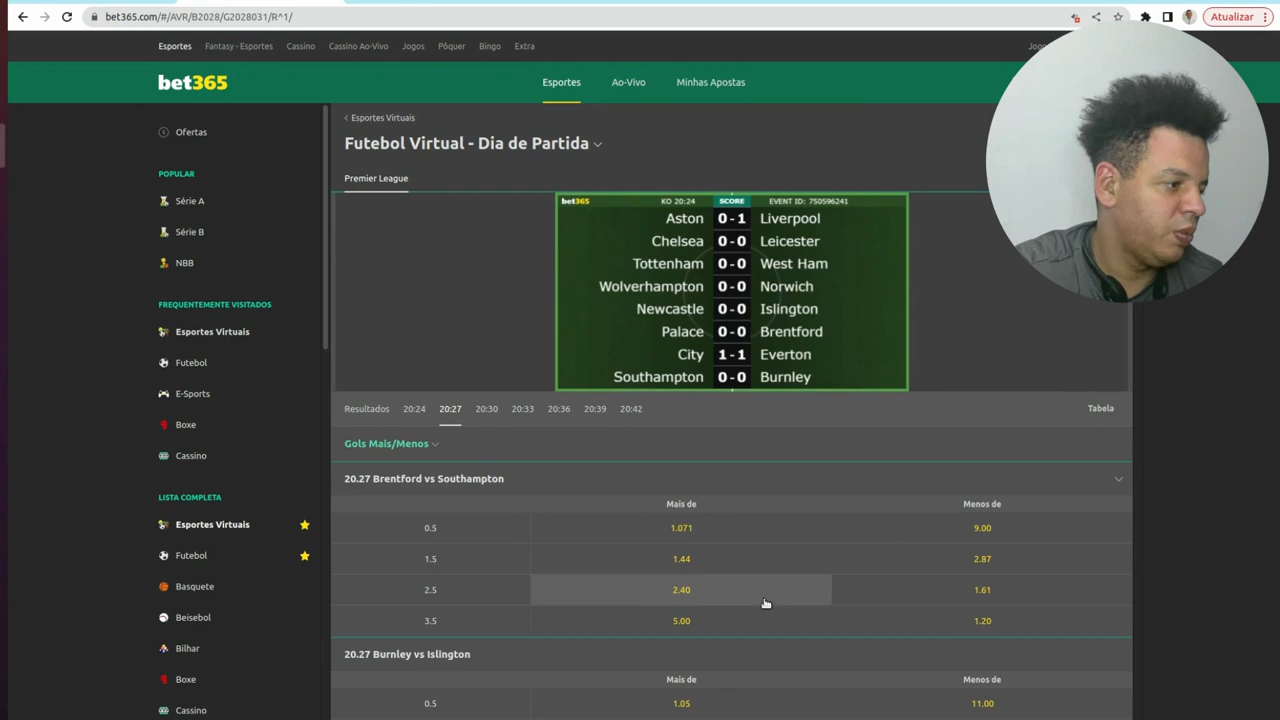 bet365.com/#/AVR/B2028/G2028031/R^1/
Atualizar
Esportes
Fantasy - Esportes
Cassino
Cassino Ao-Vivo
Jogos
Pôquer
Bingo
Extra
bet365
Esportes
Ao-Vivo
Minhas Apostas
Ofertas
POPULAR
Série A
Série B
NBB
FREQUENTEMENTE VISITADOS
Esportes Virtuais
Futebol
E-Sports
Boxe
Cassino
LISTA COMPLETA
Esportes Virtuais
Futebol
Basquete
Beisebol
Bilhar
Boxe
Cassino
Esportes Virtuais
Futebol Virtual - Dia de Partida
Premier League
bet365 KO 20:24 SCORE EVENT ID: 750596241
Aston 0 - 1 Liverpool
Chelsea 0 - 0 Leicester
Tottenham 0 - 0 West Ham
Wolverhampton 0 - 0 Norwich
Newcastle 0 - 0 Islington
Palace 0 - 0 Brentford
City 1 - 1 Everton
Southampton 0 - 0 Burnley
Resultados 20:24 20:27 20:30 20:33 20:36 20:39 20:42 Tabela
Gols Mais/Menos
20.27 Brentford vs Southampton
Mais de Menos de
0.5 1.071 9.00
1.5 1.44 2.87
2.5 2.40 1.61
3.5 5.00 1.20
20.27 Burnley vs Islington
Mais de Menos de
0.5 1.05 11.00